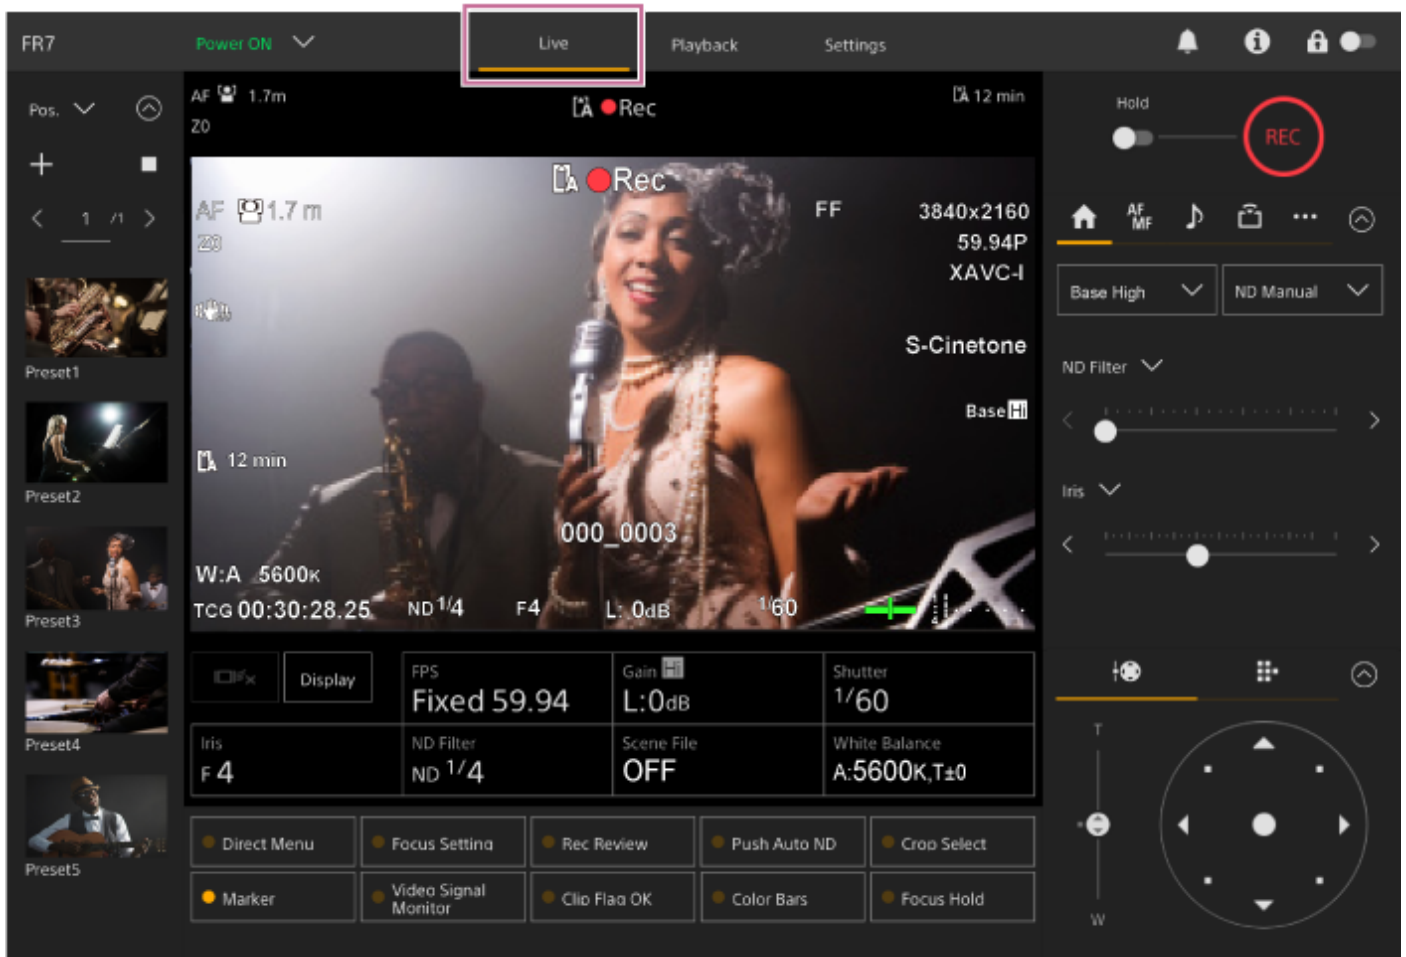 FR7
Power ON
Live
Playback
Settings
Pos.
1 /1
Preset1
Preset2
Preset3
Preset4
Preset5
AF 1.7m
Z0
A Rec
A 12 min
A Rec
AF 1.7 m
Z0
FF
3840x2160
59.94P
XAVC-I
S-Cinetone
Base Hi
A 12 min
000_0003
W:A 5600K
TCG 00:30:28.25 ND 1/4 F4 L: 0dB 1/60
Display
FPS
Fixed 59.94
Gain Hi
L:0dB
Shutter
1/60
Iris
F 4
ND Filter
ND 1/4
Scene File
OFF
White Balance
A:5600K,T±0
Direct Menu
Focus Setting
Rec Review
Push Auto ND
Crop Select
Marker
Video Signal
Monitor
Clip Flag OK
Color Bars
Focus Hold
Hold
REC
AF
MF
Base High
ND Manual
ND Filter
Iris
T
W